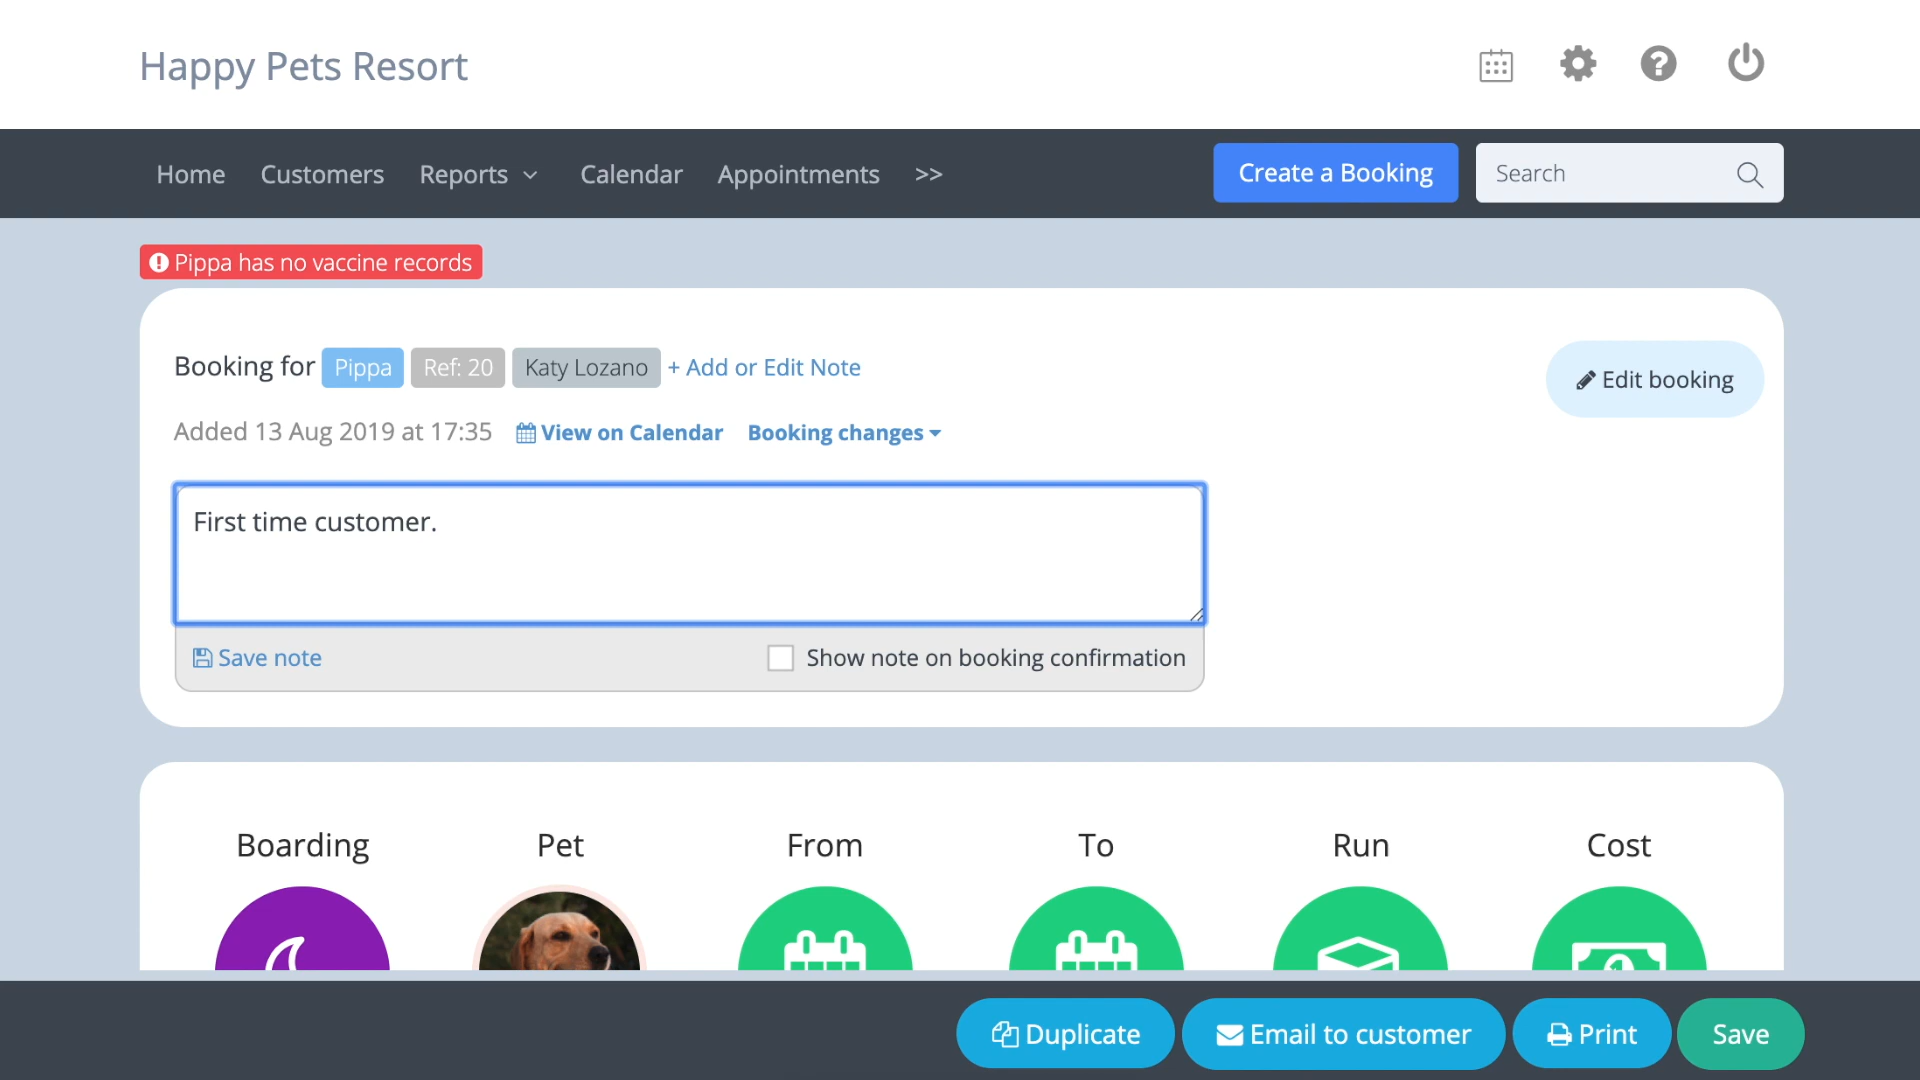 Happy Pets Resort
Home Customers Reports Calendar Appointments >> Create a Booking Search
Pippa has no vaccine records
Booking for Pippa Ref: 20 Katy Lozano + Add or Edit Note
Edit booking
Added 13 Aug 2019 at 17:35 View on Calendar Booking changes
First time customer.
Save note Show note on booking confirmation
Boarding Pet From To Run Cost
Duplicate Email to customer Print Save